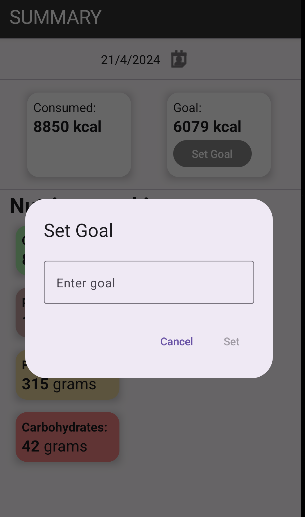 SUMMARY
21/4/2024
Consumed:
8850 kcal
Goal:
6079 kcal
Set Goal
Set Goal
Enter goal
Cancel
Set
315 grams
Carbohydrates:
42 grams